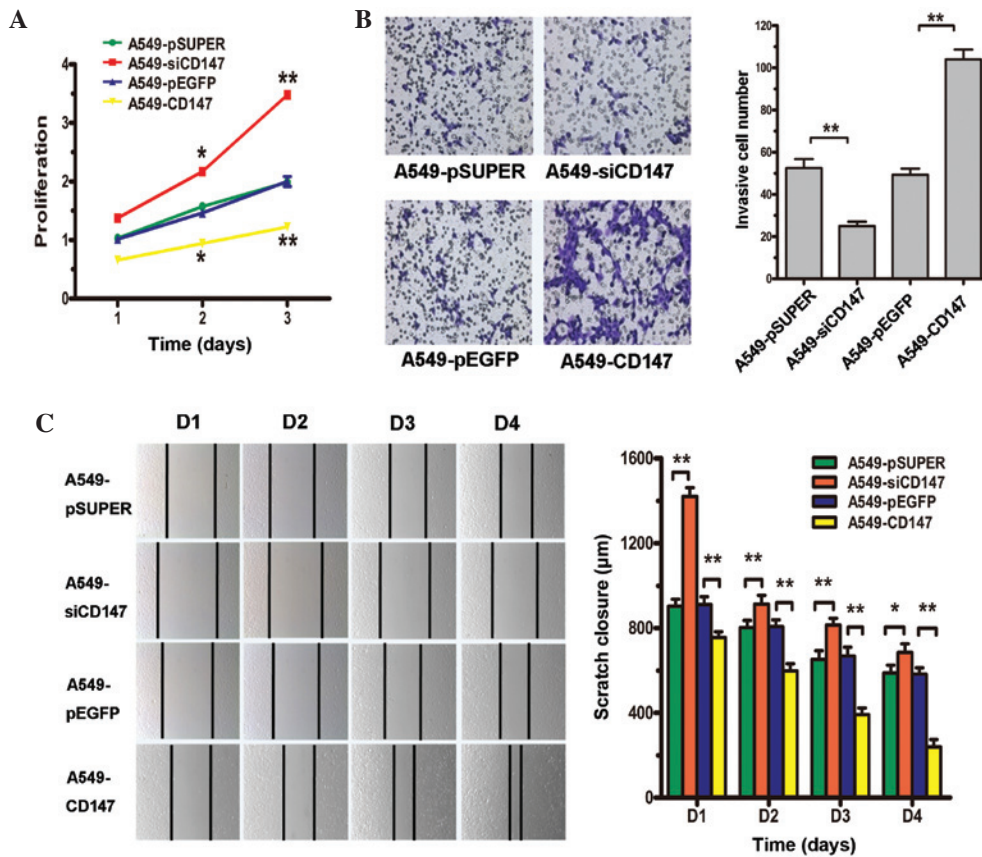 A
A549-pSUPER
A549-siCD147
A549-pEGFP
A549-CD147
Proliferation
4
3
2
1
0
**
*
*
**
1 2 3
Time (days)
B
A549-pSUPER A549-siCD147
A549-pEGFP A549-CD147
Invasive cell number
120
100
80
60
40
20
0
**
**
A549-pSUPER
A549-siCD147
A549-pEGFP
A549-CD147
C
D1 D2 D3 D4
A549-
pSUPER
A549-
siCD147
A549-
pEGFP
A549-
CD147
Scratch closure (μm)
1600
1200
800
400
0
A549-pSUPER
A549-siCD147
A549-pEGFP
A549-CD147
**
**
**
**
**
**
*
**
D1 D2 D3 D4
Time (days)